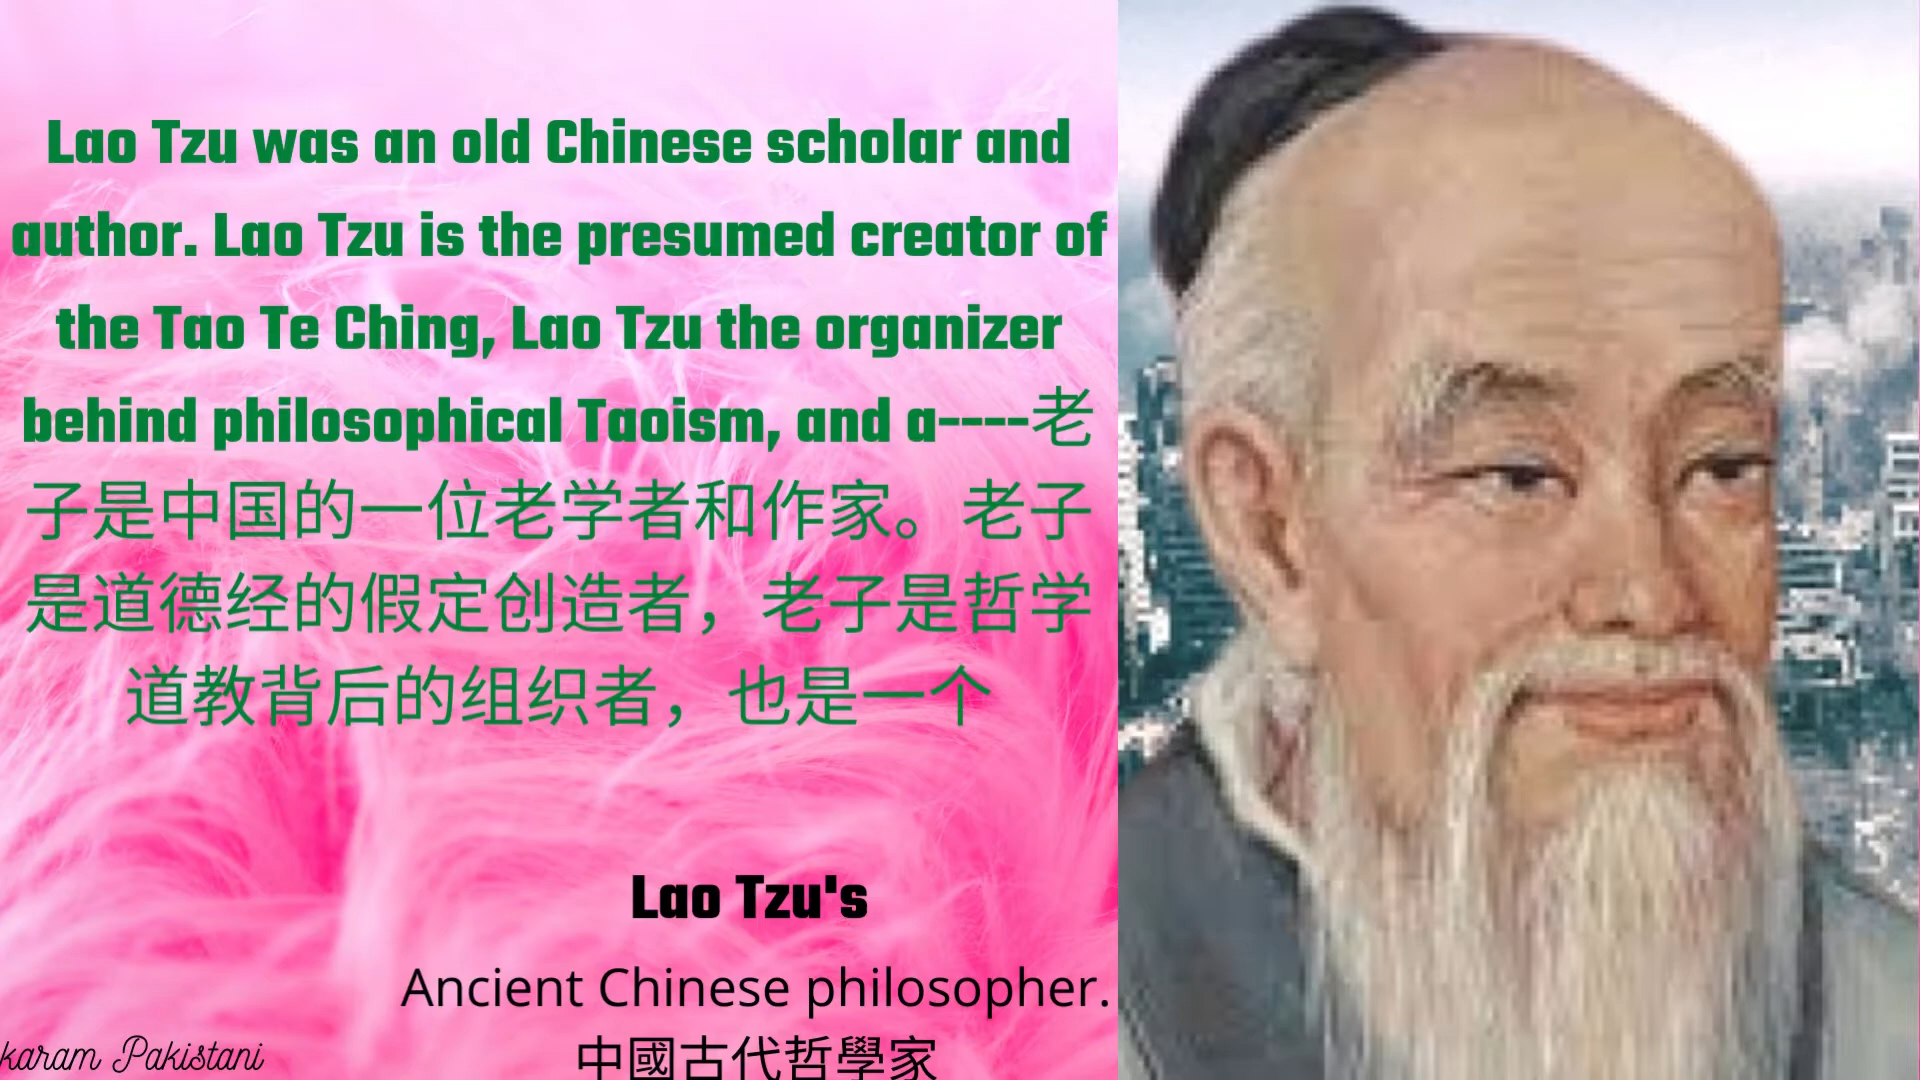 Lao Tzu was an old Chinese scholar and
author. Lao Tzu is the presumed creator of
the Tao Te Ching, Lao Tzu the organizer
behind philosophical Taoism, and a----老
子是中国的一位老学者和作家。老子
是道德经的假定创造者，老子是哲学
道教背后的组织者，也是一个
Lao Tzu's
Ancient Chinese philosopher.
中國古代哲學家
karam Pakistani